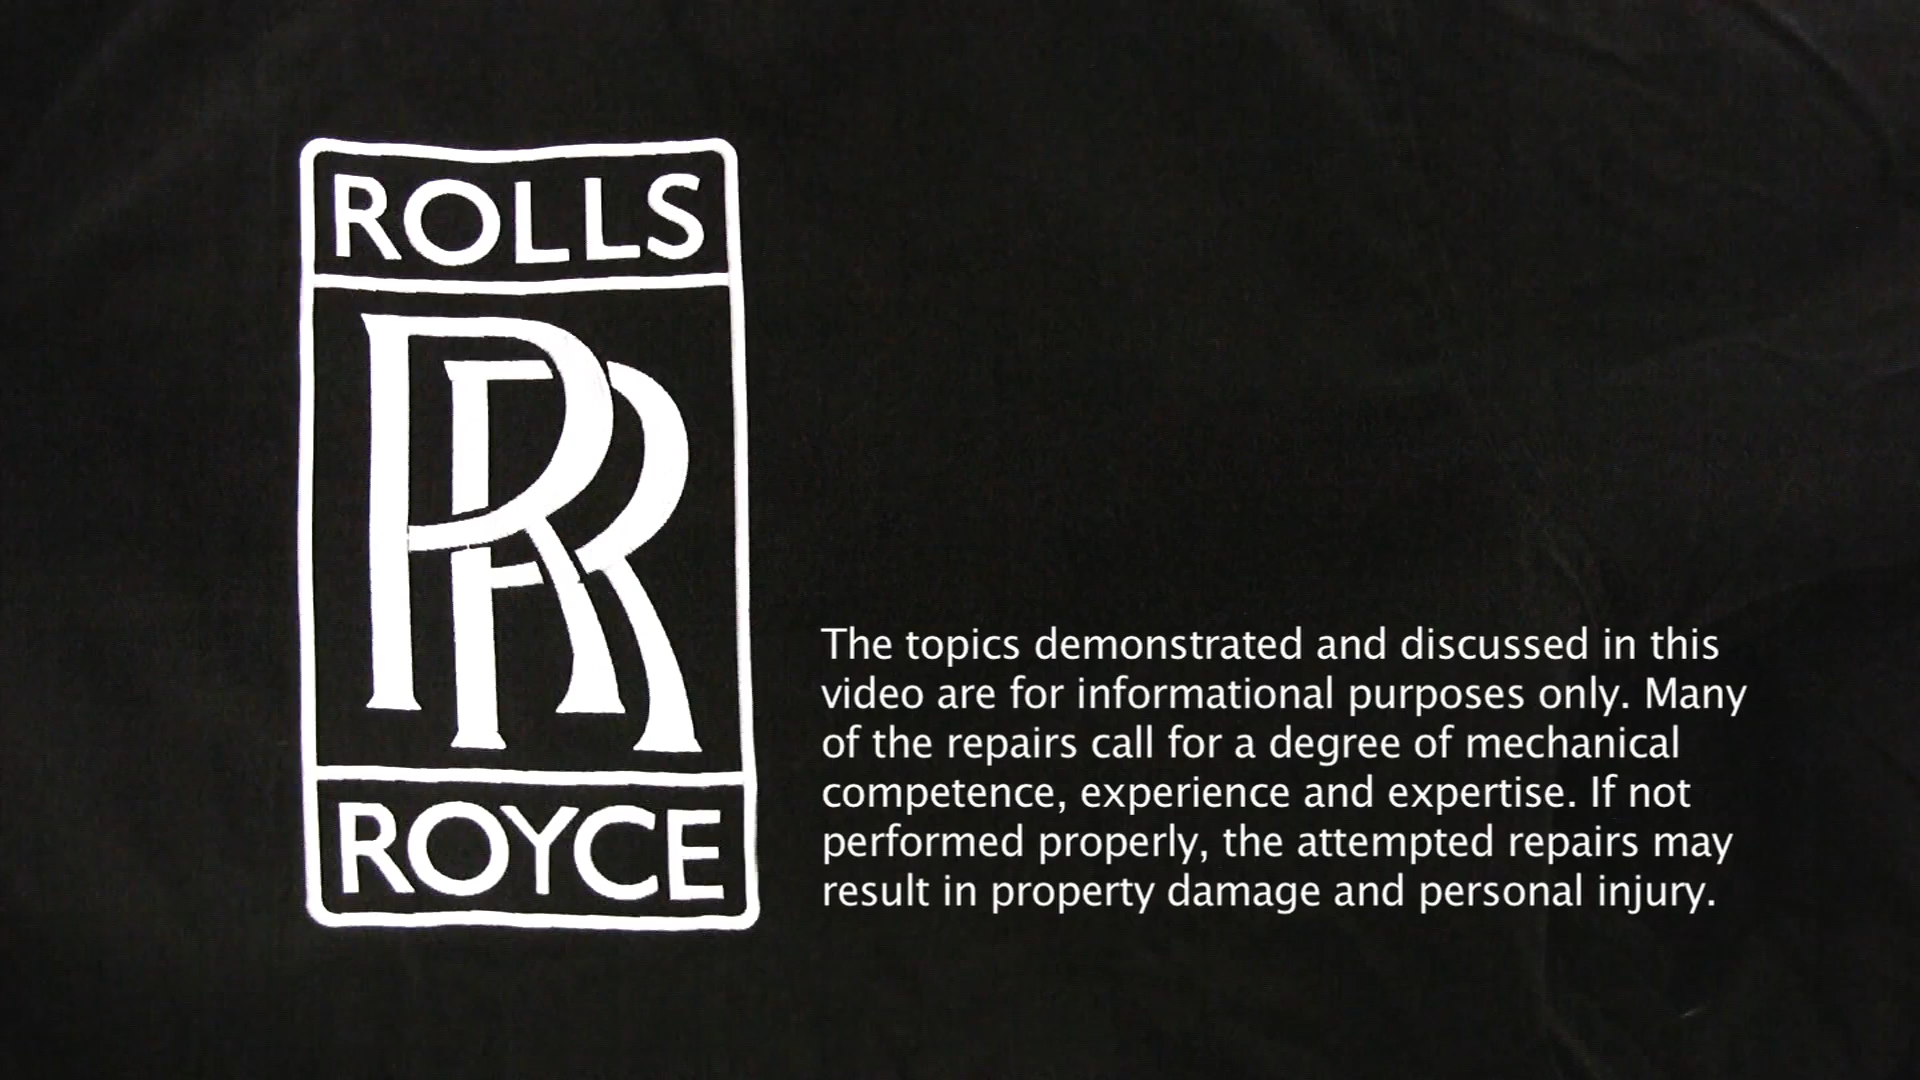 ROLLS
RR
ROYCE
The topics demonstrated and discussed in this
video are for informational purposes only. Many
of the repairs call for a degree of mechanical
competence, experience and expertise. If not
performed properly, the attempted repairs may
result in property damage and personal injury.